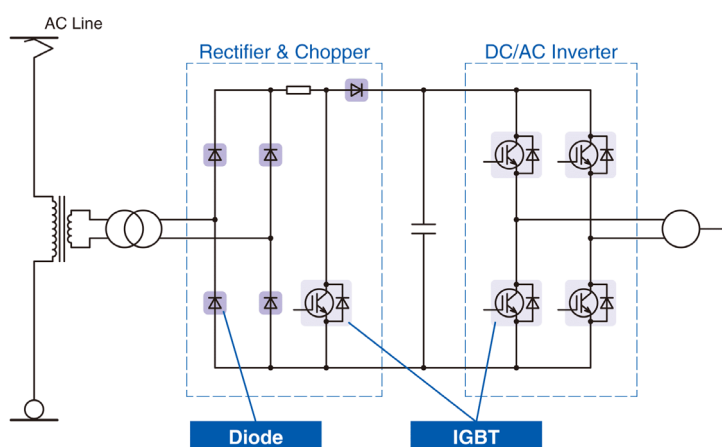 AC Line
Rectifier & Chopper
DC/AC Inverter
Diode
IGBT